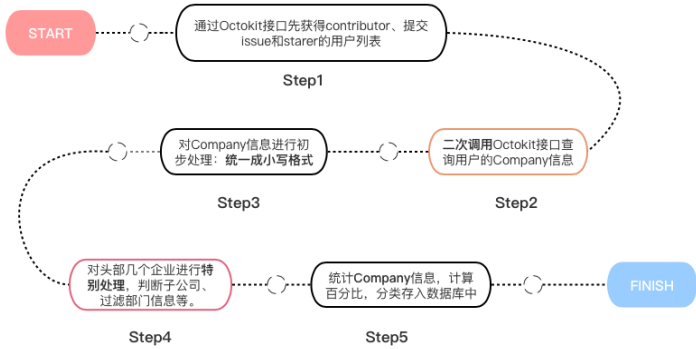 START
通过Octokit接口先获得contributor、提交
issue和starer的用户列表
Step1
二次调用Octokit接口查
询用户的Company信息
Step2
对Company信息进行初
步处理：统一成小写格式
Step3
对头部几个企业进行特
别处理，判断子公司、
过滤部门信息等。
Step4
统计Company信息，计算
百分比，分类存入数据库中
Step5
FINISH